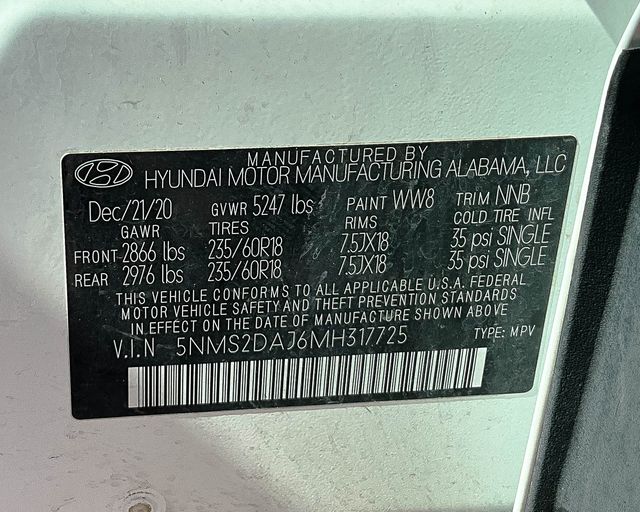 MANUFACTURED BY
HYUNDAI MOTOR MANUFACTURING ALABAMA, LLC
Dec/21/20 GVWR 5247 lbs PAINT WW8 TRIM NNB
GAWR TIRES RIMS COLD TIRE INFL
FRONT 2866 lbs 235/60R18 7.5JX18 35 psi SINGLE
REAR 2976 lbs 235/60R18 7.5JX18 35 psi SINGLE
THIS VEHICLE CONFORMS TO ALL APPLICABLE U.S.A. FEDERAL
MOTOR VEHICLE SAFETY AND THEFT PREVENTION STANDARDS
IN EFFECT ON THE DATE OF MANUFACTURE SHOWN ABOVE
V.I.N 5NMS2DAJ6MH317725 TYPE: MPV